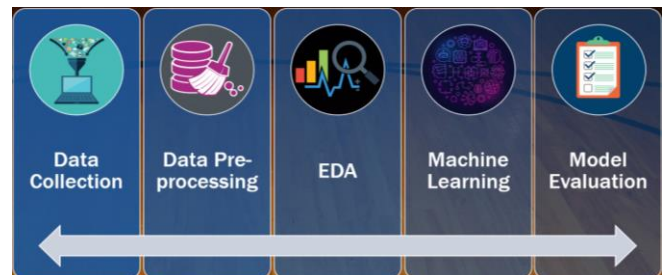 Data
Collection
Data Pre-
processing
EDA
Machine
Learning
Model
Evaluation